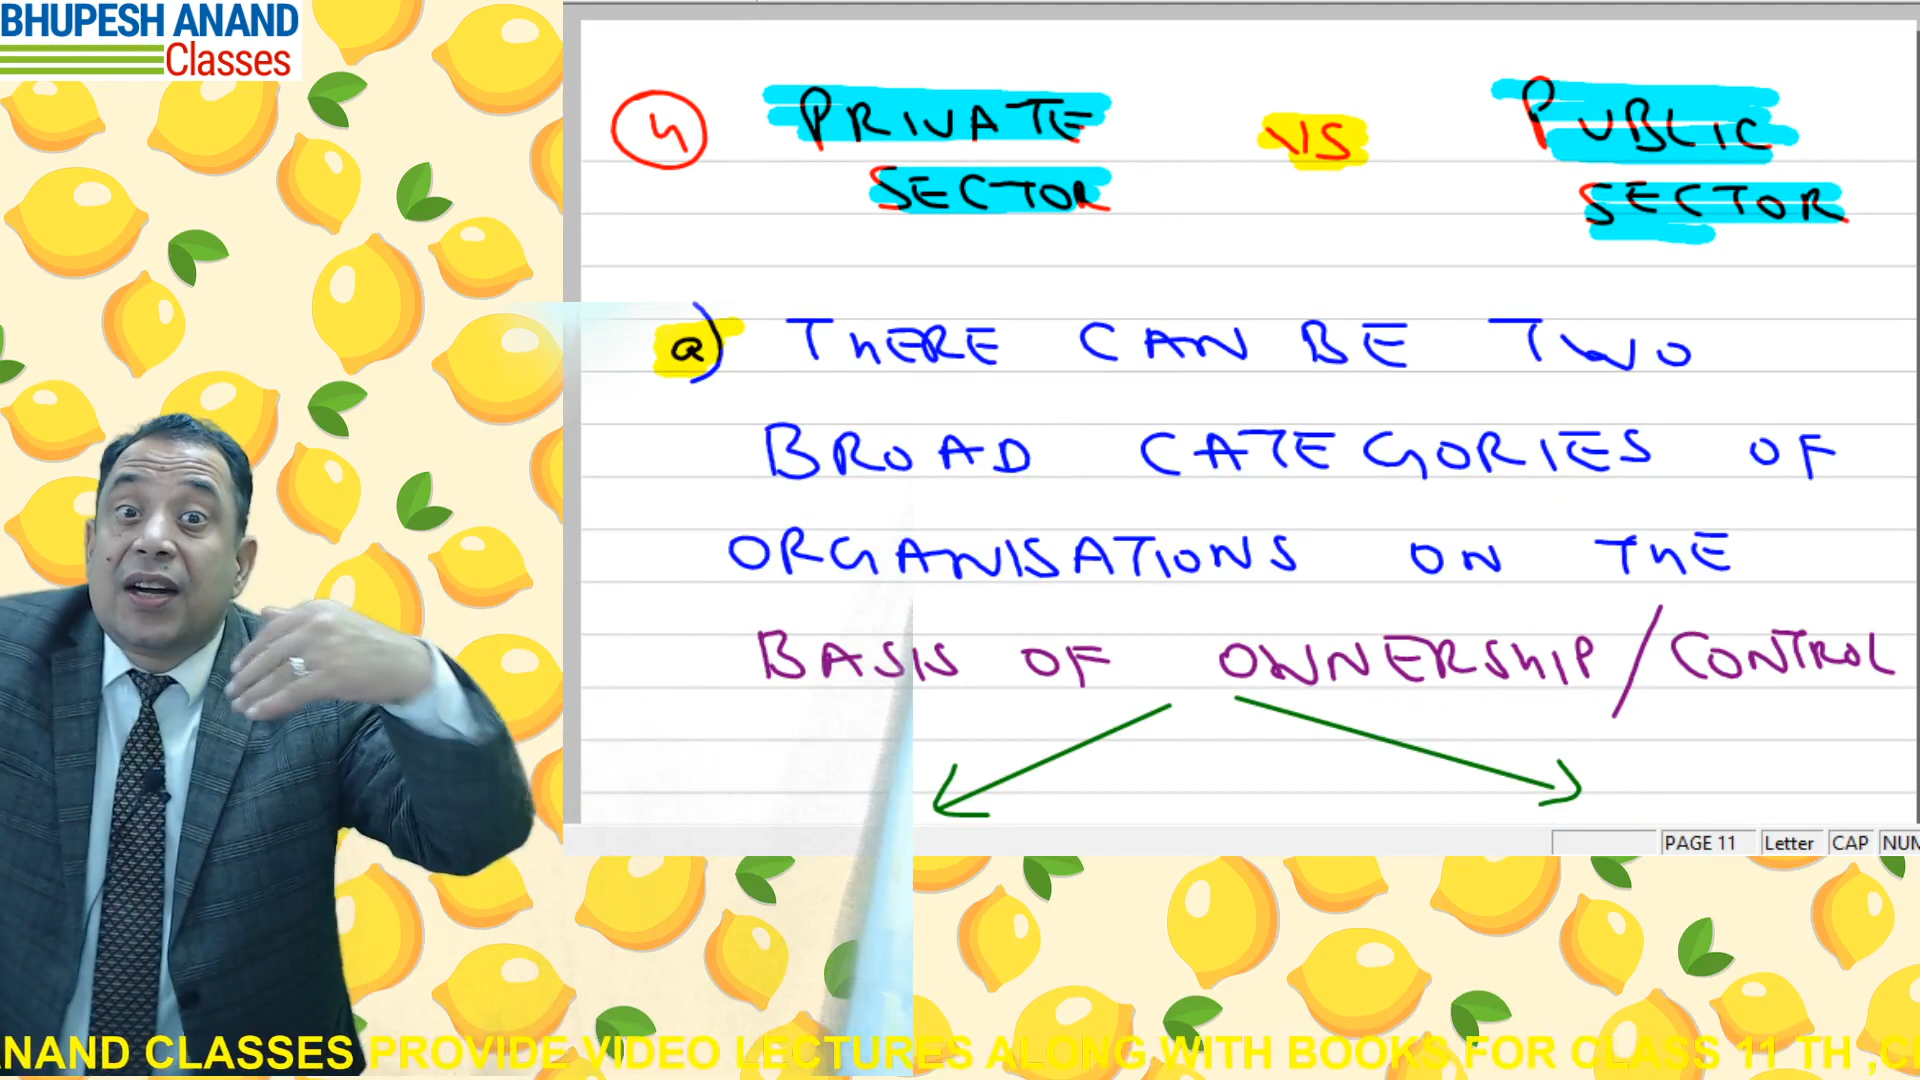 BHUPESH ANAND
Classes
4 PRIVATE SECTOR VS PUBLIC SECTOR
a) THERE CAN BE TWO
BROAD CATEGORIES OF
ORGANISATIONS ON THE
BASIS OF OWNERSHIP/CONTROL
PAGE 11 Letter CAP NUM
NAND CLASSES PROVIDE VIDEO LECTURES ALONG WITH BOOKS FOR CLASS 11 TH ,C